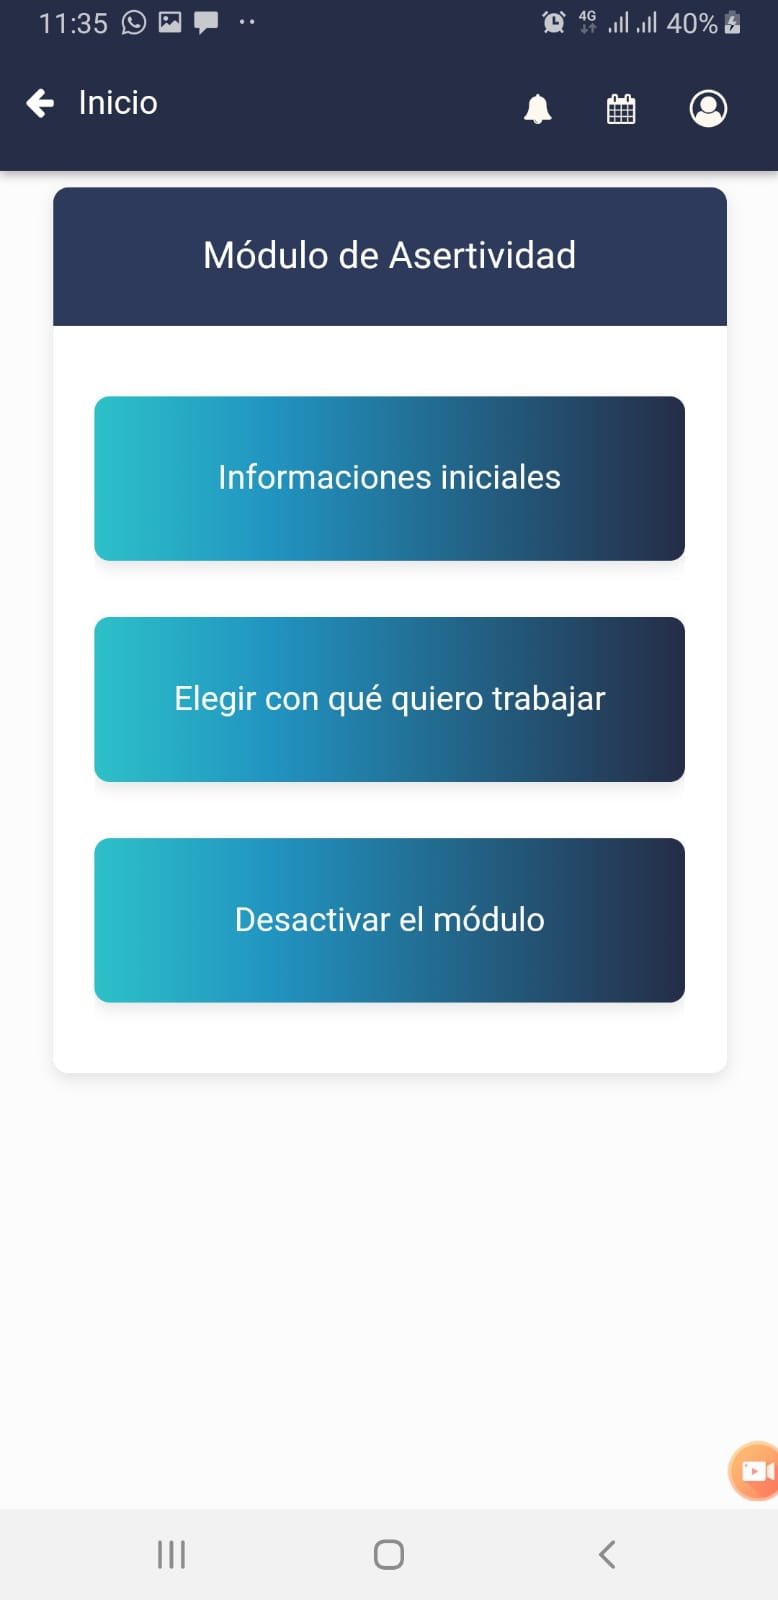 11:35 4G 40%
Inicio
Módulo de Asertividad
Informaciones iniciales
Elegir con qué quiero trabajar
Desactivar el módulo